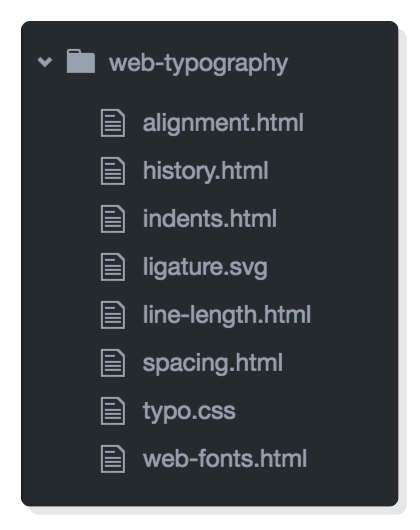 web-typography
alignment.html
history.html
indents.html
ligature.svg
line-length.html
spacing.html
typo.css
web-fonts.html